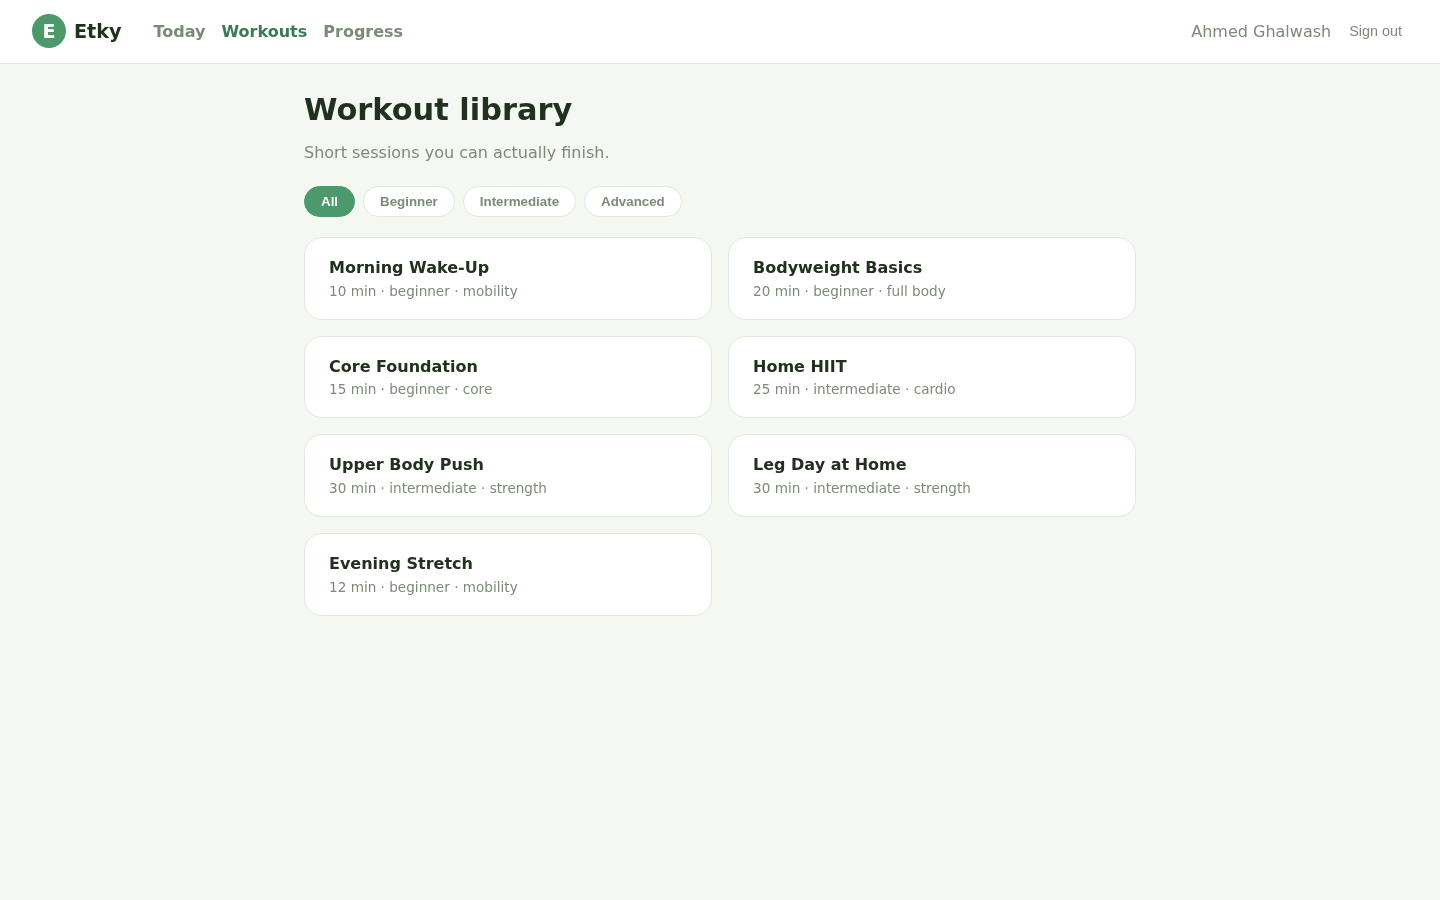 E Etky Today Workouts Progress Ahmed Ghalwash Sign out
Workout library
Short sessions you can actually finish.
All Beginner Intermediate Advanced
Morning Wake-Up
10 min · beginner · mobility
Bodyweight Basics
20 min · beginner · full body
Core Foundation
15 min · beginner · core
Home HIIT
25 min · intermediate · cardio
Upper Body Push
30 min · intermediate · strength
Leg Day at Home
30 min · intermediate · strength
Evening Stretch
12 min · beginner · mobility